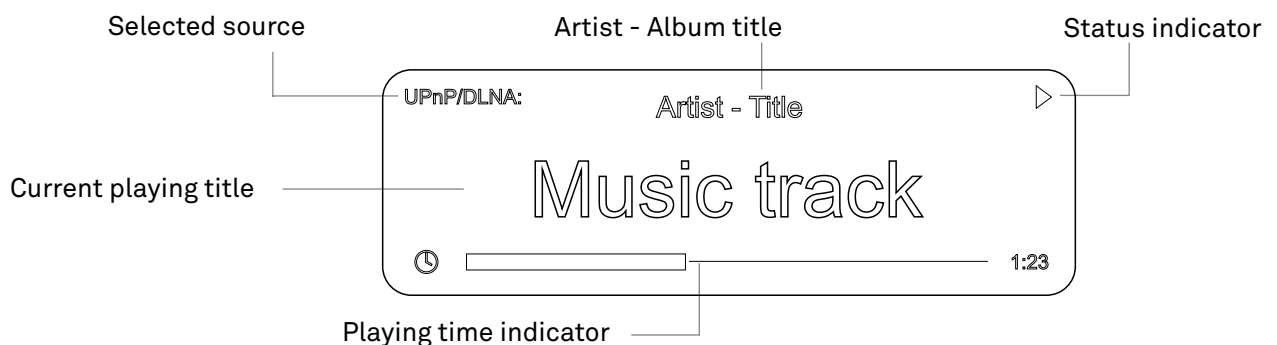 Selected source
Artist - Album title
Status indicator
UPnP/DLNA:
Artist - Title
Current playing title
Music track
1:23
Playing time indicator